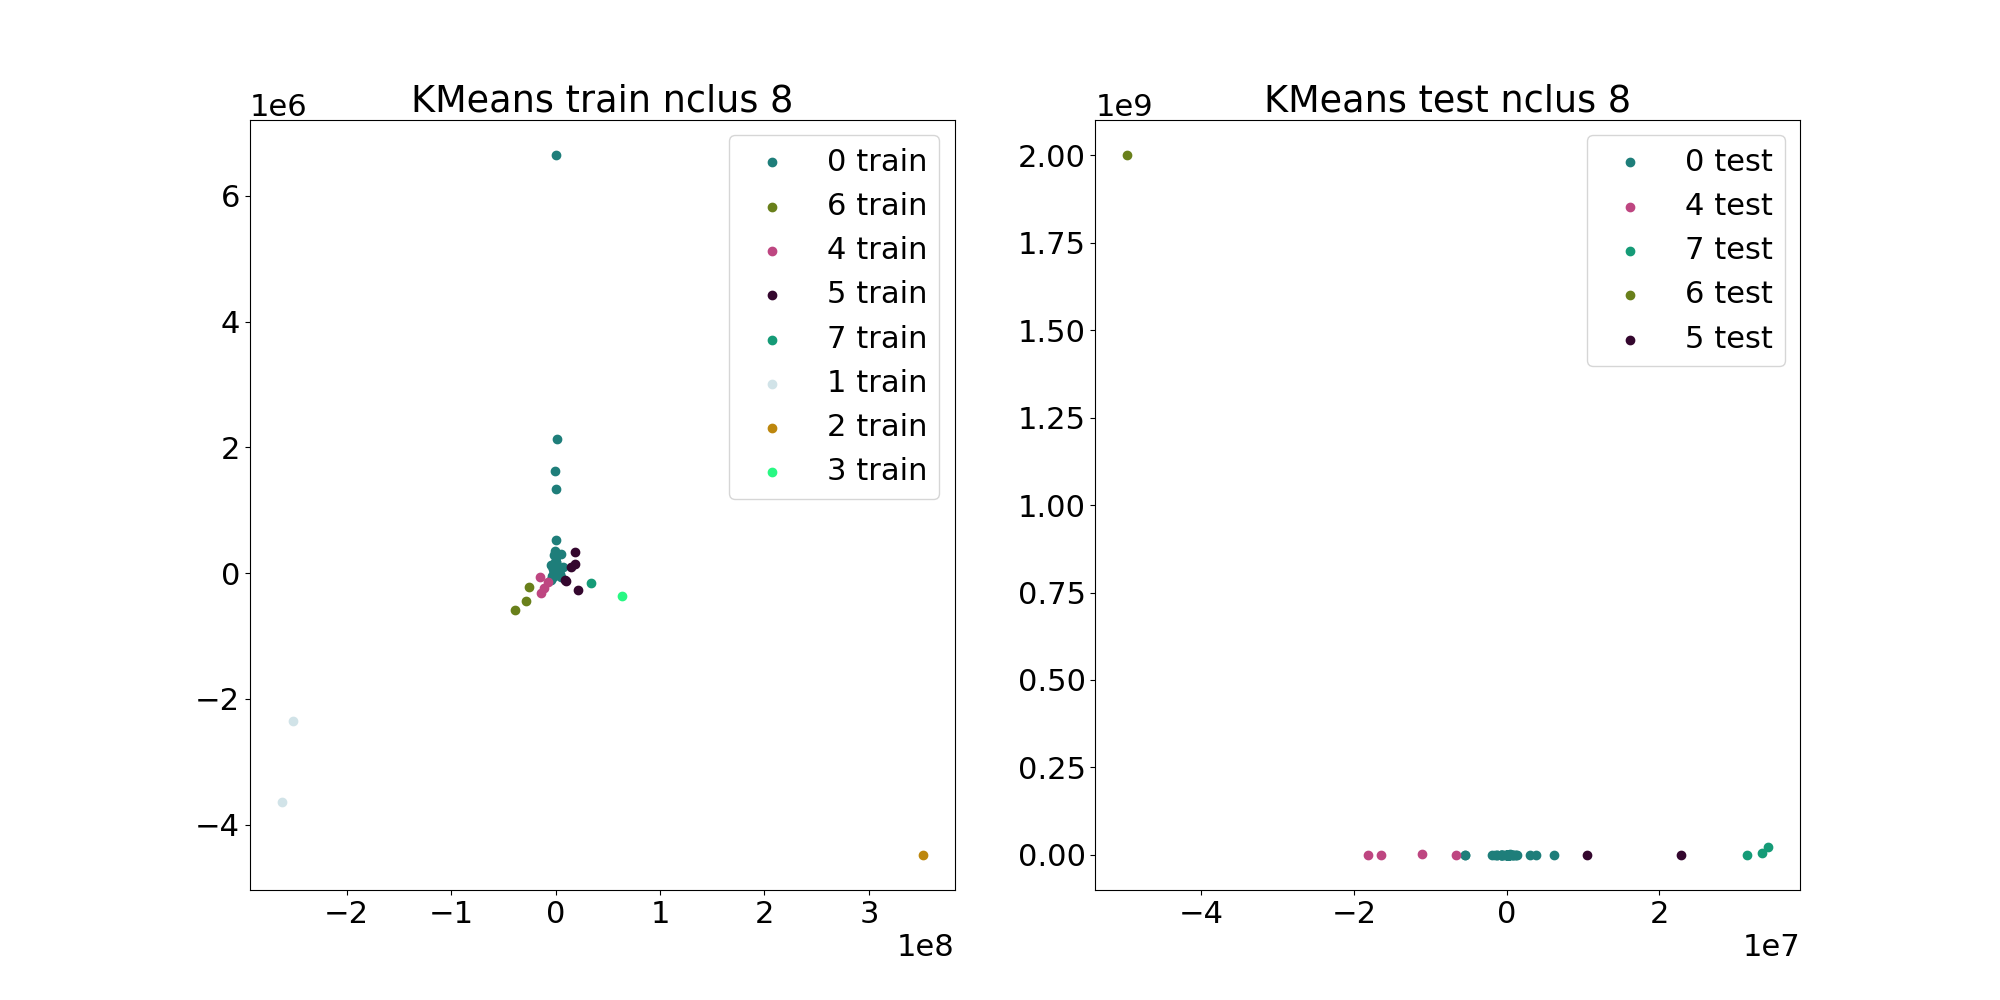 KMeans train nclus 8
1e6
6
4
2
0
−2
−4
−2
−1
0
1
2
3
1e8
0 train
6 train
4 train
5 train
7 train
1 train
2 train
3 train
KMeans test nclus 8
1e9
2.00
1.75
1.50
1.25
1.00
0.75
0.50
0.25
0.00
−4
−2
0
2
1e7
0 test
4 test
7 test
6 test
5 test